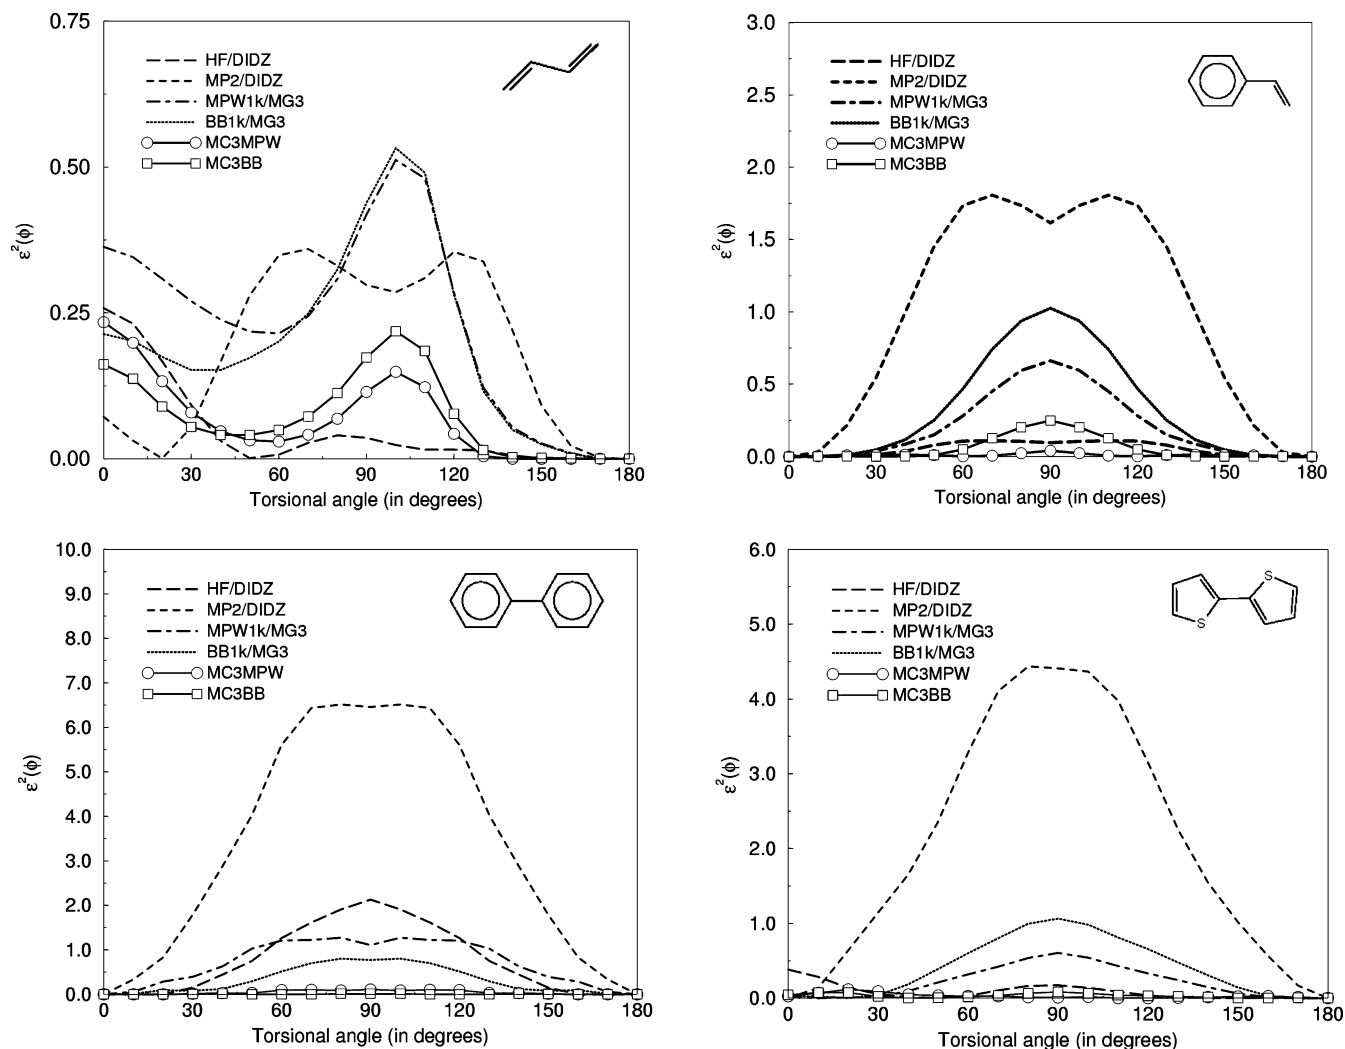 0.75
0.50
0.25
0.00
ε²(ϕ)
HF/DIDZ
MP2/DIDZ
MPW1k/MG3
BB1k/MG3
MC3MPW
MC3BB
0 30 60 90 120 150 180
Torsional angle (in degrees)
3.0
2.5
2.0
1.5
1.0
0.5
0.0
ε²(ϕ)
HF/DIDZ
MP2/DIDZ
MPW1k/MG3
BB1k/MG3
MC3MPW
MC3BB
0 30 60 90 120 150 180
Torsional angle (in degrees)
10.0
9.0
8.0
7.0
6.0
5.0
4.0
3.0
2.0
1.0
0.0
ε²(ϕ)
HF/DIDZ
MP2/DIDZ
MPW1k/MG3
BB1k/MG3
MC3MPW
MC3BB
0 30 60 90 120 150 180
Torsional angle (in degrees)
6.0
5.0
4.0
3.0
2.0
1.0
0.0
ε²(ϕ)
HF/DIDZ
MP2/DIDZ
MPW1k/MG3
BB1k/MG3
MC3MPW
MC3BB
S
S
0 30 60 90 120 150 180
Torsional angle (in degrees)